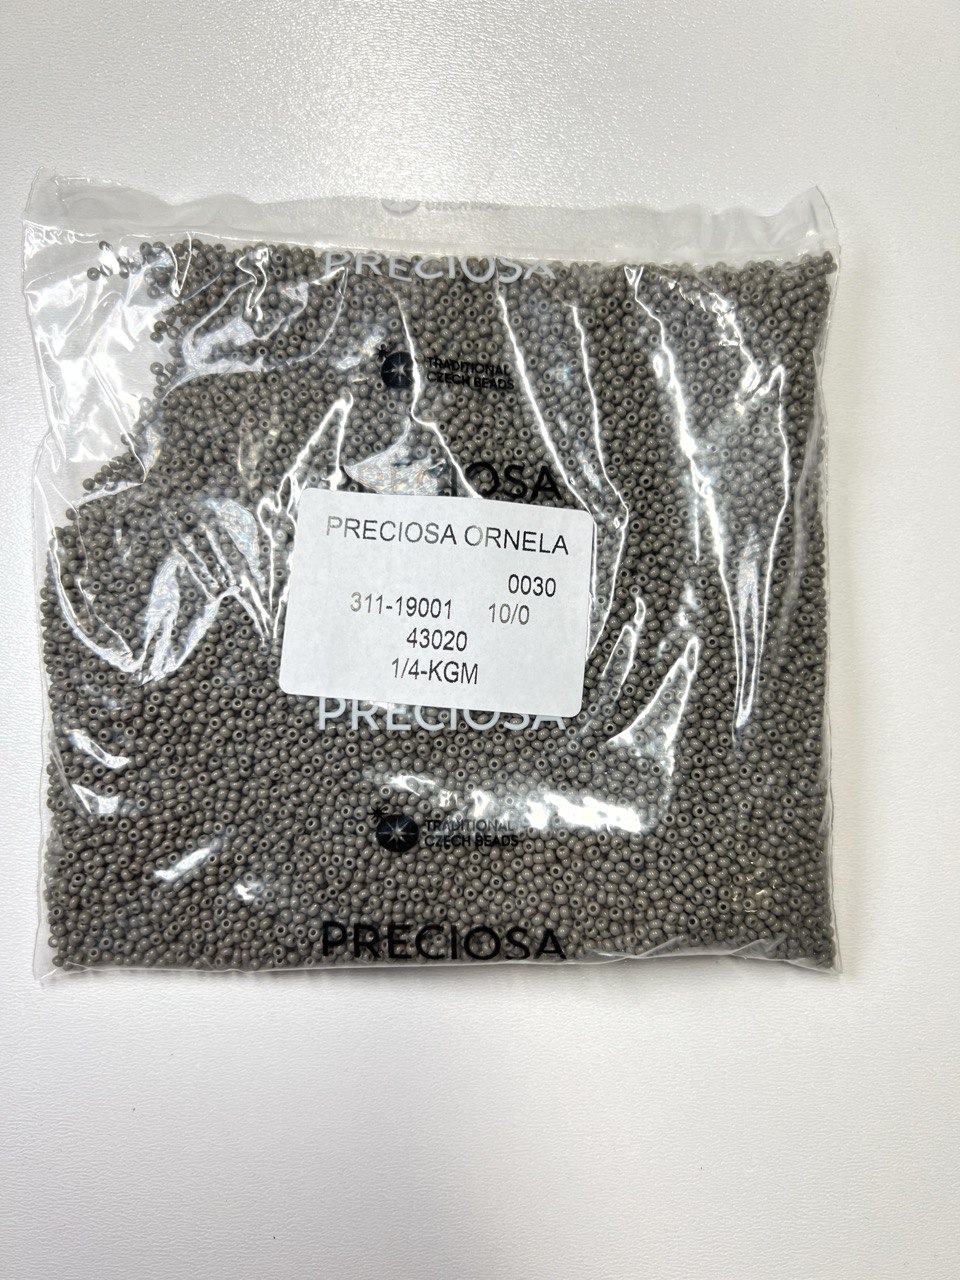 PRECIOSA
TRADITIONAL
CZECH BEADS
PRECIOSA ORNELA
0030
311-19001 10/0
43020
1/4-KGM
PRECIOSA
TRADITIONAL
CZECH BEADS
PRECIOSA